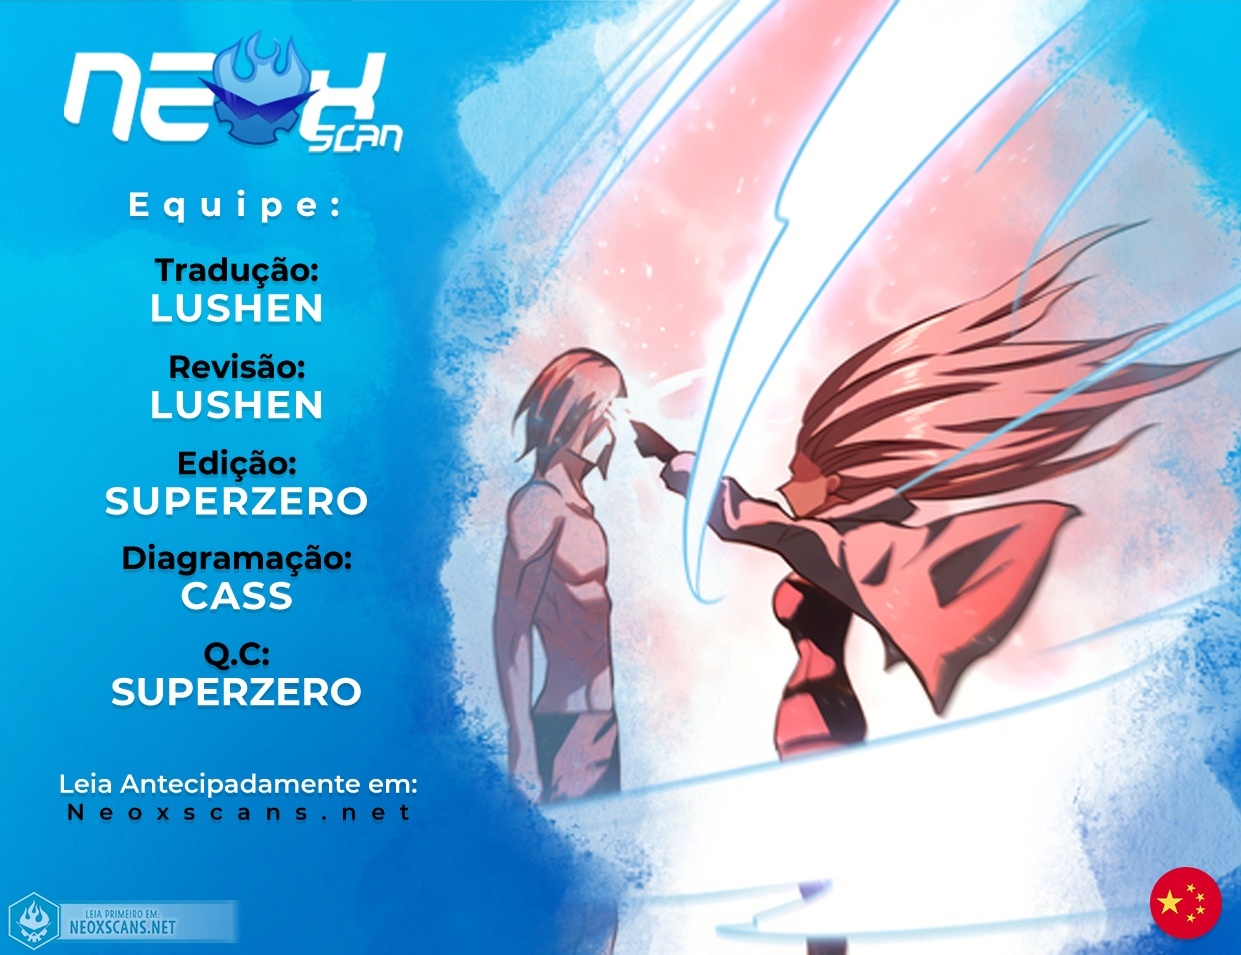 NEOX
SCAN
Equipe:
Tradução:
LUSHEN
Revisão:
LUSHEN
Edição:
SUPERZERO
Diagramação:
CASS
Q.C:
SUPERZERO
Leia Antecipadamente em:
Neoxscans.net
LEIA PRIMEIRO EM:
NEOXSCANS.NET